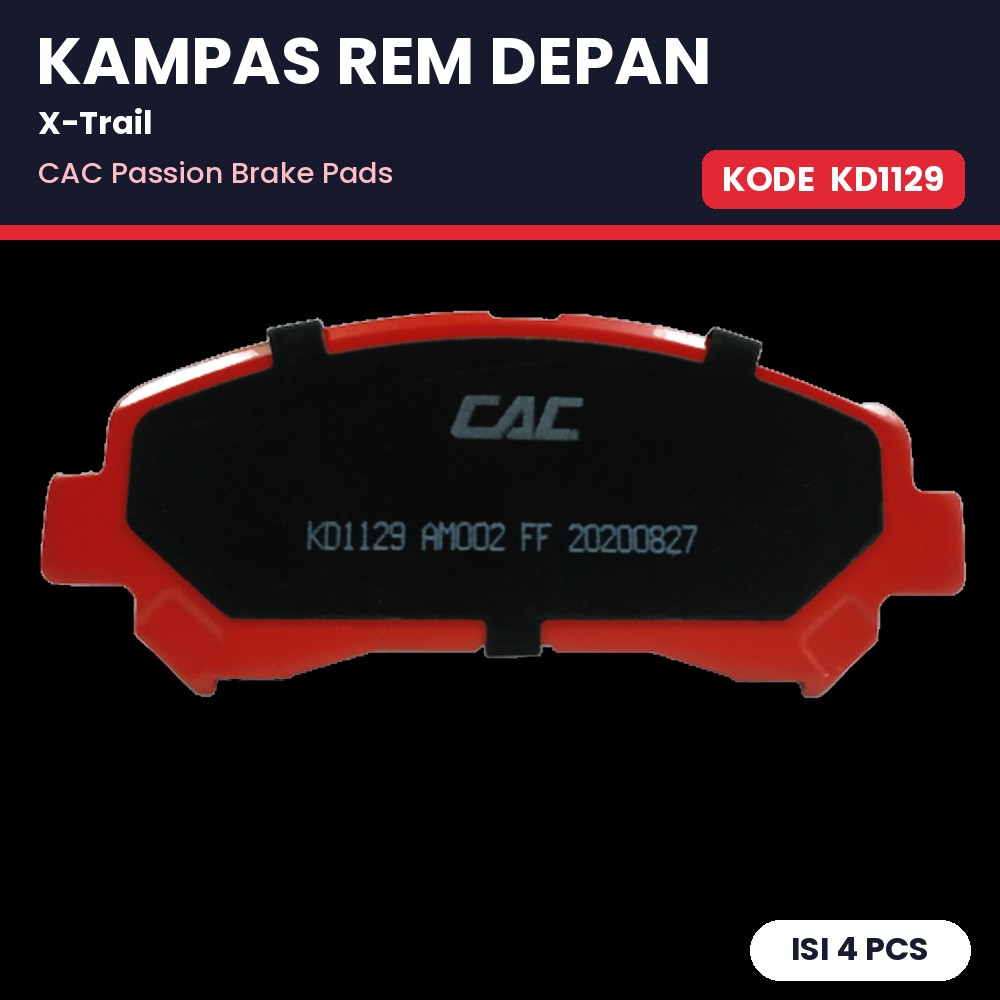 KAMPAS REM DEPAN
X-Trail
CAC Passion Brake Pads
KODE KD1129
CAC
KD1129 AM002 FF 20200827
ISI 4 PCS